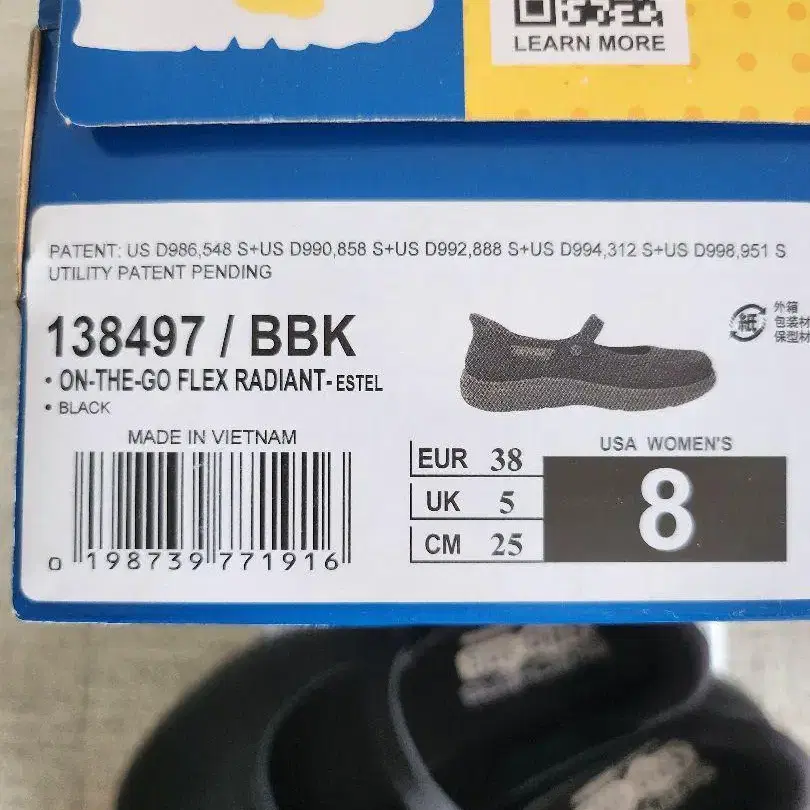 LEARN MORE
PATENT: US D986,548 S+US D990,858 S+US D992,888 S+US D994,312 S+US D998,951 S
UTILITY PATENT PENDING
138497 / BBK
• ON-THE-GO FLEX RADIANT-ESTEL
• BLACK
MADE IN VIETNAM
0 198739 771916
EUR 38
UK 5
CM 25
USA WOMEN'S
8
紙
外箱
包装材
保型材